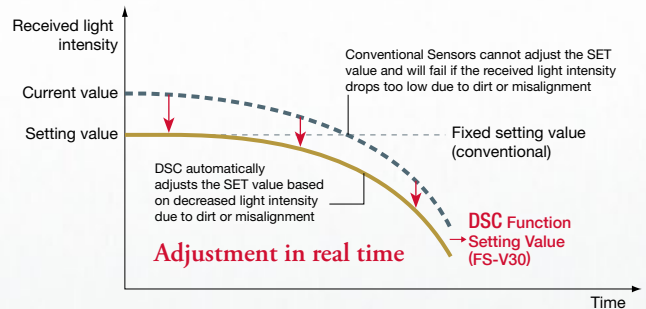 Received light
intensity
Current value
Setting value
Conventional Sensors cannot adjust the SET
value and will fail if the received light intensity
drops too low due to dirt or misalignment
Fixed setting value
(conventional)
DSC automatically
adjusts the SET value based
on decreased light intensity
due to dirt or misalignment
Adjustment in real time
DSC Function
Setting Value
(FS-V30)
Time